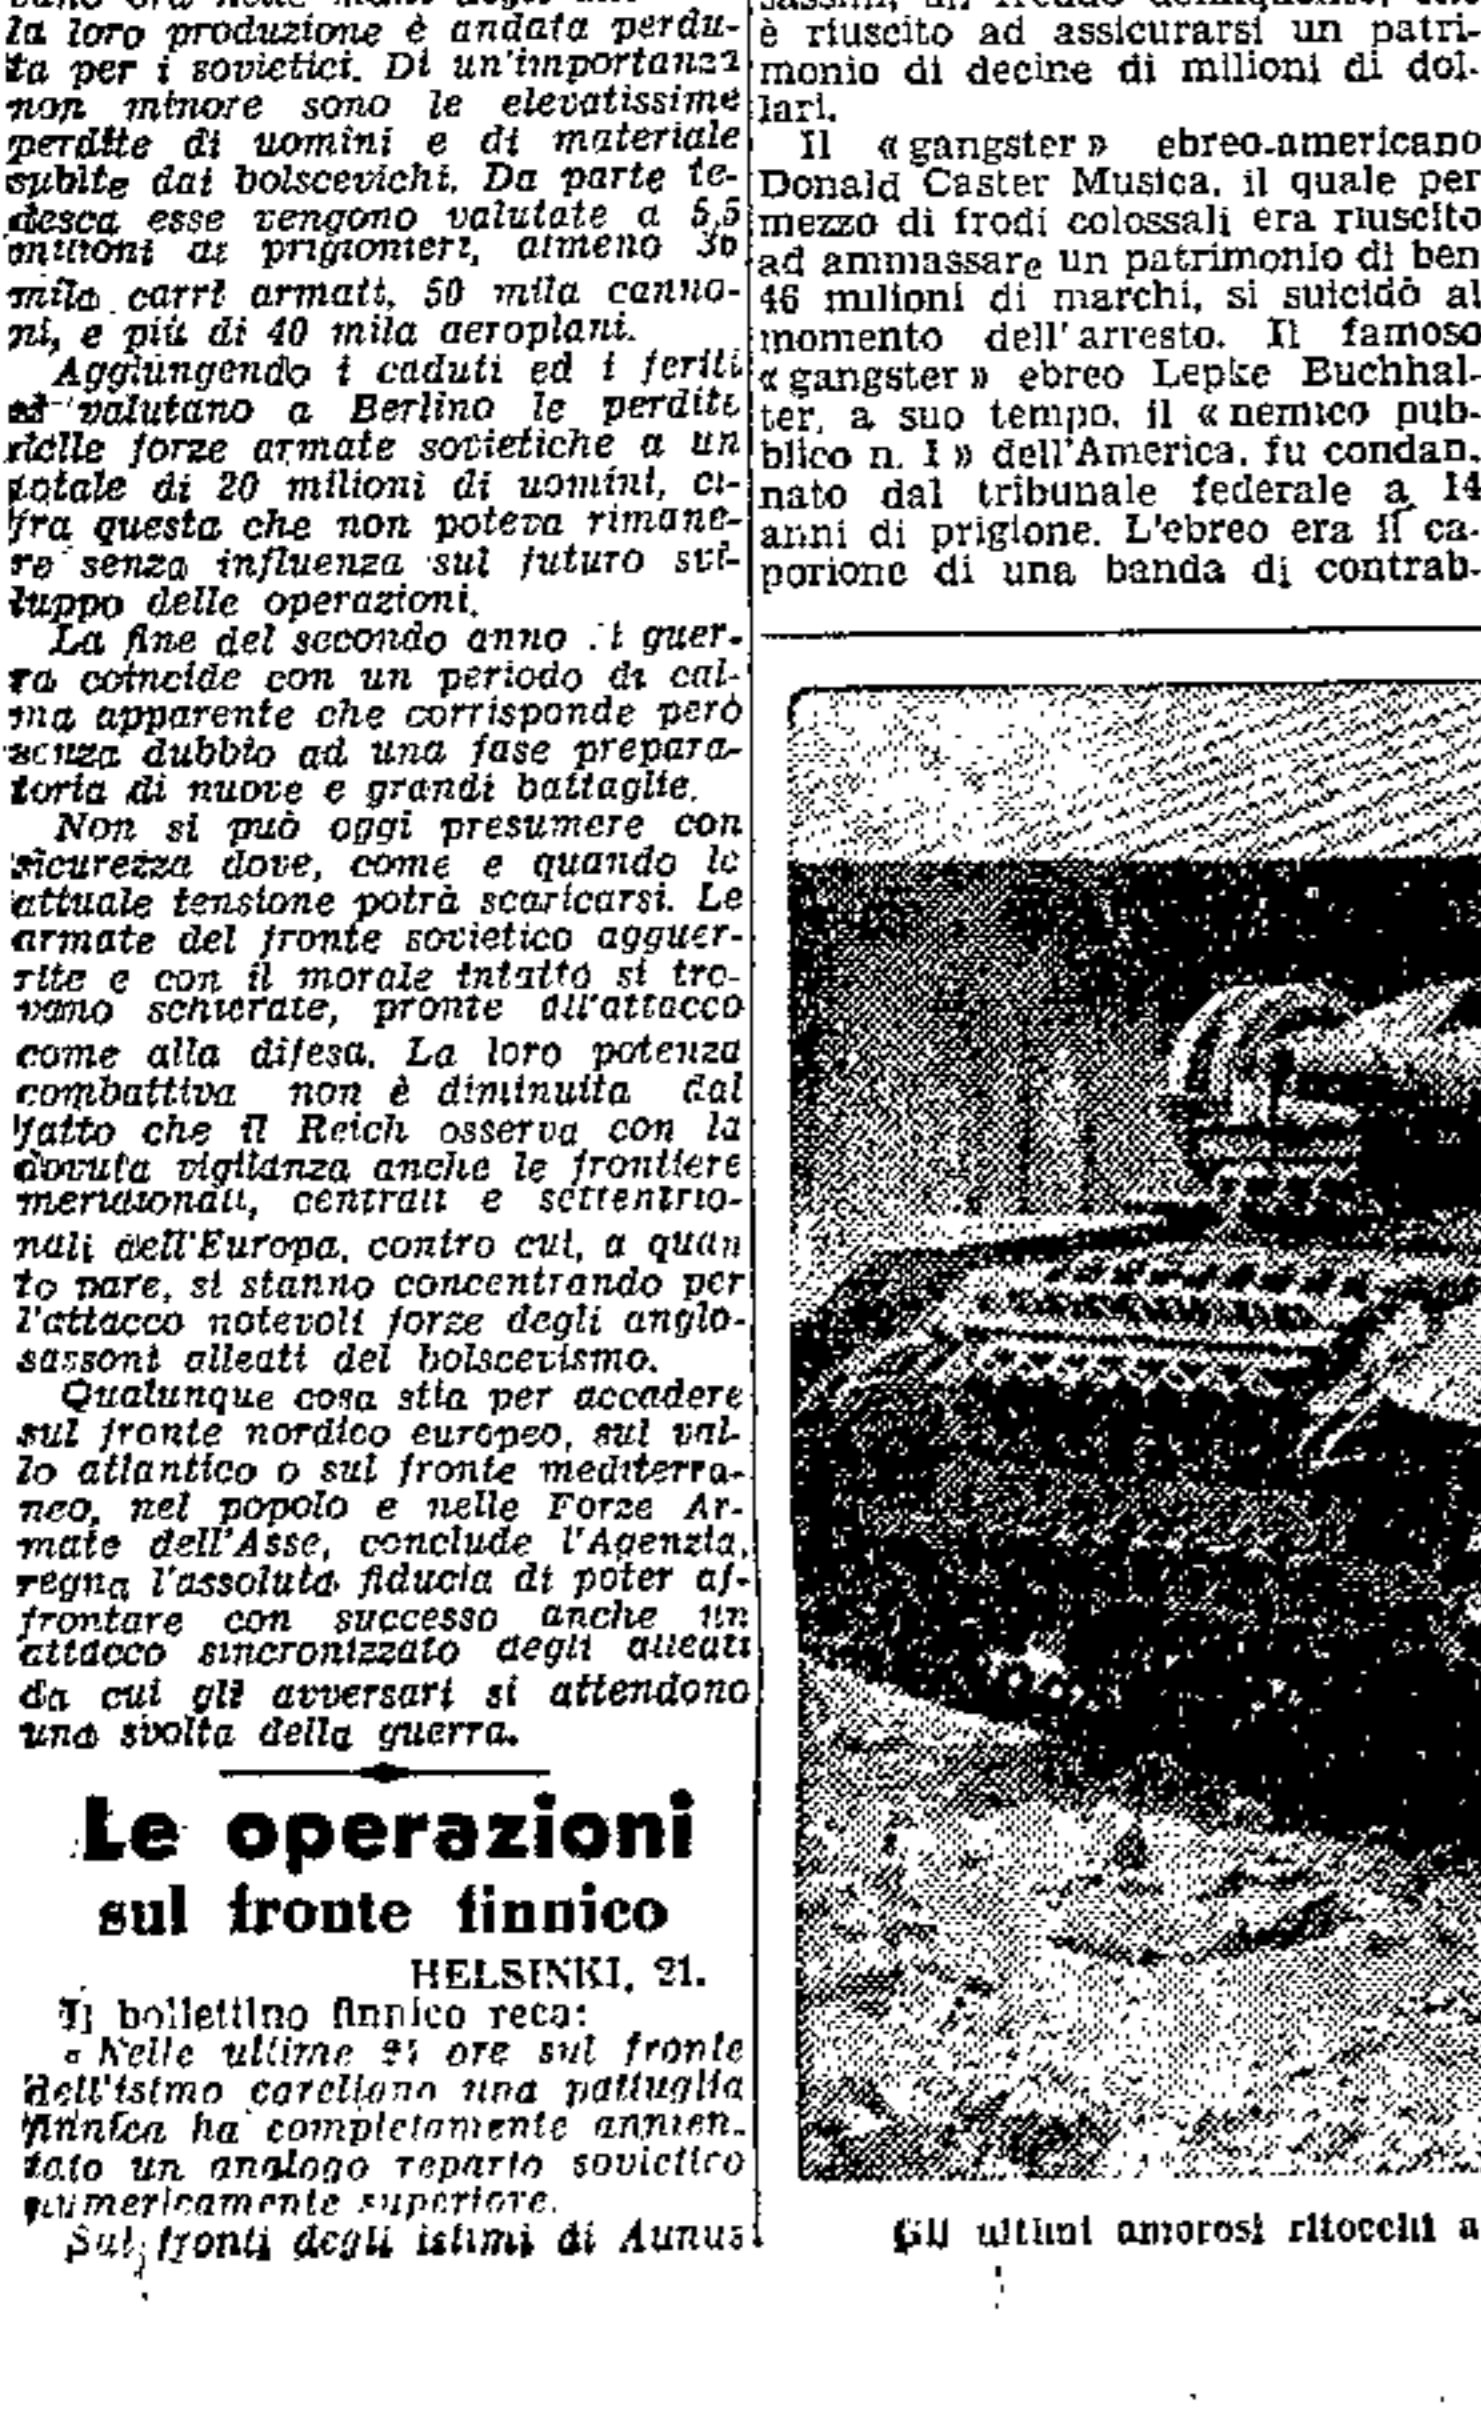 la loro produzione è andata perdu-
ta per i sovietici. Di un'importanza
non minore sono le elevatissime
perdite di uomini e di materiale
subite dai bolscevichi. Da parte te-
desca esse vengono valutate a 5,5
milioni di prigionieri, almeno 36
mila carri armati, 50 mila canno-
ni, e più di 40 mila aeroplani.
Aggiungendo i caduti ed i feriti
si valutano a Berlino le perdite
delle forze armate sovietiche a un
totale di 20 milioni di uomini, ci-
fra questa che non poteva rimane-
re senza influenza sul futuro svi-
luppo delle operazioni.
La fine del secondo anno guer-
ra coincide con un periodo di cal-
ma apparente che corrisponde però
senza dubbio ad una fase prepara-
toria di nuove e grandi battaglie.
Non si può oggi presumere con
sicurezza dove, come e quando le
attuale tensione potrà scaricarsi. Le
armate del fronte sovietico agguer-
rite e con il morale intatto si tro-
vano schierate, pronte all'attacco
come alla difesa. La loro potenza
combattiva non è diminuita dal
fatto che il Reich osserva con la
dovuta vigilanza anche le frontiere
meridionali, centrali e settentrio-
nali dell'Europa, contro cui, a quan
to pare, si stanno concentrando per
l'attacco notevoli forze degli anglo-
sassoni alleati del bolscevismo.
Qualunque cosa stia per accadere
sul fronte nordico europeo, sul val-
lo atlantico o sul fronte mediterra-
neo, nel popolo e nelle Forze Ar-
mate dell'Asse, conclude l'Agenzia,
regna l'assoluta fiducia di poter af-
frontare con successo anche un
attacco sincronizzato degli alleati
da cui gli avversari si attendono
una svolta della guerra.
Le operazioni
sul fronte finnico
HELSINKI, 21.
Il bollettino finnico reca:
« Nelle ultime ore sul fronte
dell'istmo careliano una pattuglia
finnica ha completamente annien-
tato un analogo reparto sovietico
numericamente superiore.
Sul fronti degli istmi di Aunus
è riuscito ad assicurarsi un patri-
monio di decine di milioni di dol-
lari.
Il « gangster » ebreo-americano
Donald Caster Musica, il quale per
mezzo di frodi colossali era riuscito
ad ammassare un patrimonio di ben
46 milioni di marchi, si suicidò al
momento dell'arresto. Il famoso
« gangster » ebreo Lepke Buchhal-
ter, a suo tempo, il « nemico pub-
blico n. 1 » dell'America, fu condan-
nato dal tribunale federale a 14
anni di prigione. L'ebreo era il ca-
porione di una banda di contrab-
Gli ultimi amorosi ritocchi a